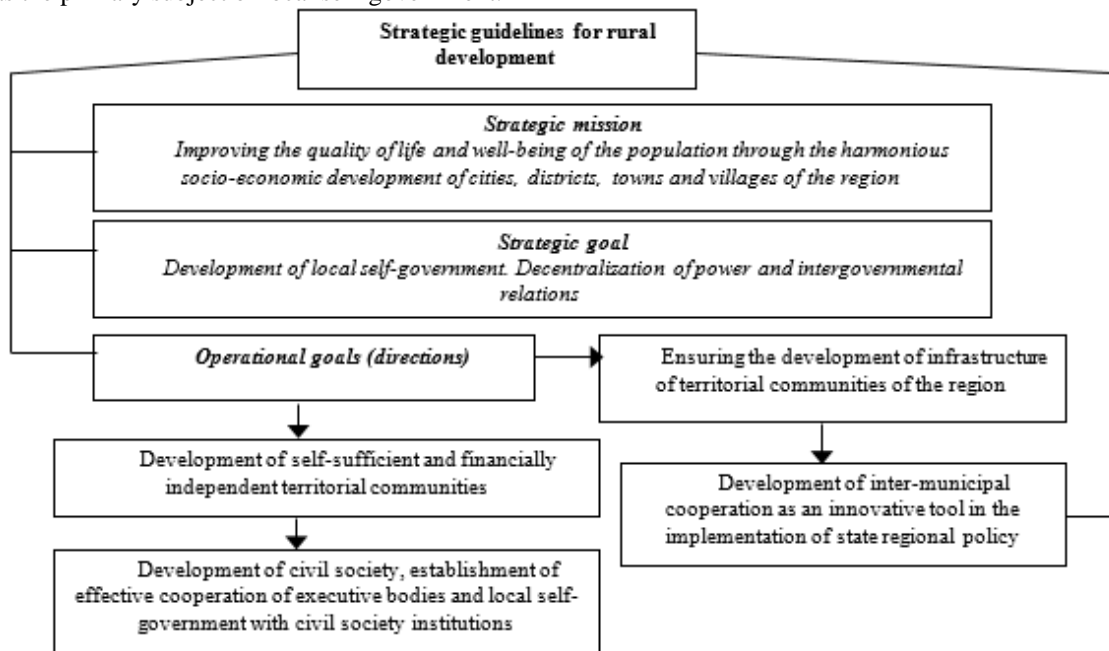 Strategic guidelines for rural
development
Strategic mission
Improving the quality of life and well-being of the population through the harmonious
socio-economic development of cities, districts, towns and villages of the region
Strategic goal
Development of local self-government. Decentralization of power and intergovernmental
relations
Operational goals (directions)
Ensuring the development of infrastructure
of territorial communities of the region
Development of self-sufficient and financially
independent territorial communities
Development of inter-municipal
cooperation as an innovative tool in the
implementation of state regional policy
Development of civil society, establishment of
effective cooperation of executive bodies and local self-
government with civil society institutions